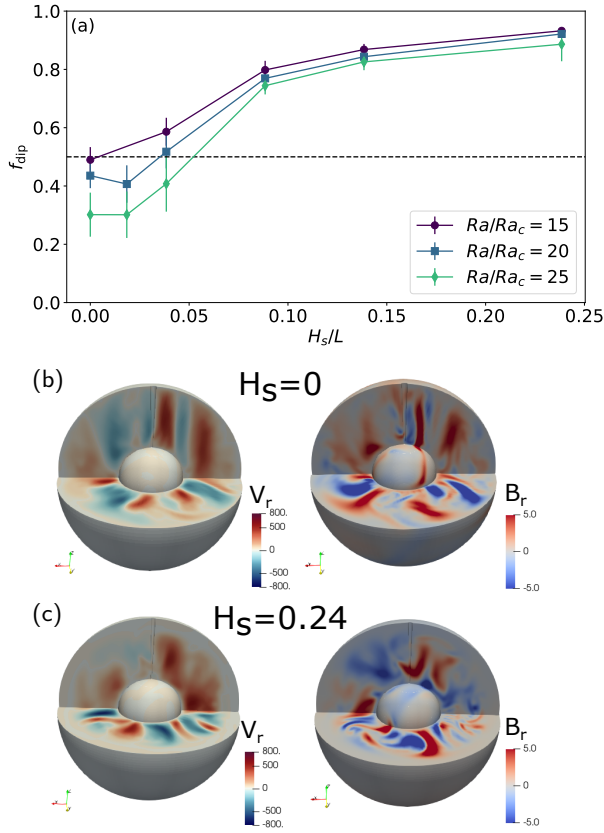 (a)
1.0
0.8
0.6
0.4
0.2
0.0
f_dip
0.00 0.05 0.10 0.15 0.20 0.25
H_s/L
Ra/Ra_c = 15
Ra/Ra_c = 20
Ra/Ra_c = 25
(b) H_s=0
V_r
800.
500
0
-500
-800.
B_r
5.0
-5.0
(c) H_s=0.24
V_r
800.
500
0
-500
-800.
B_r
5.0
-5.0